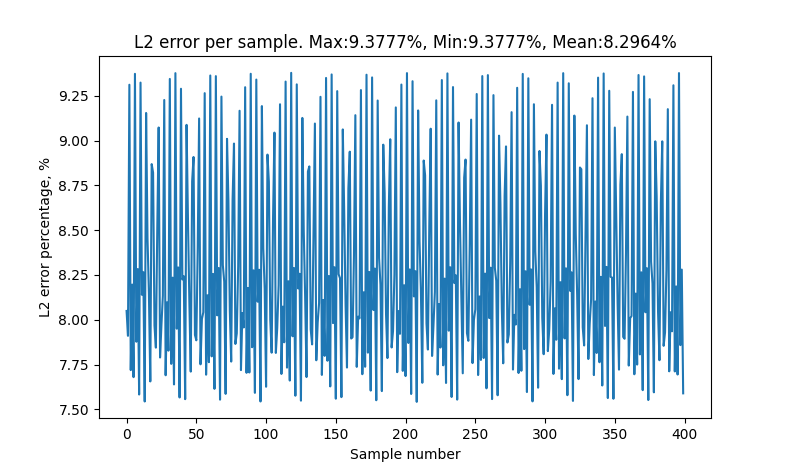 L2 error per sample. Max:9.3777%, Min:9.3777%, Mean:8.2964%
L2 error percentage, %
9.25
9.00
8.75
8.50
8.25
8.00
7.75
7.50
0 50 100 150 200 250 300 350 400
Sample number